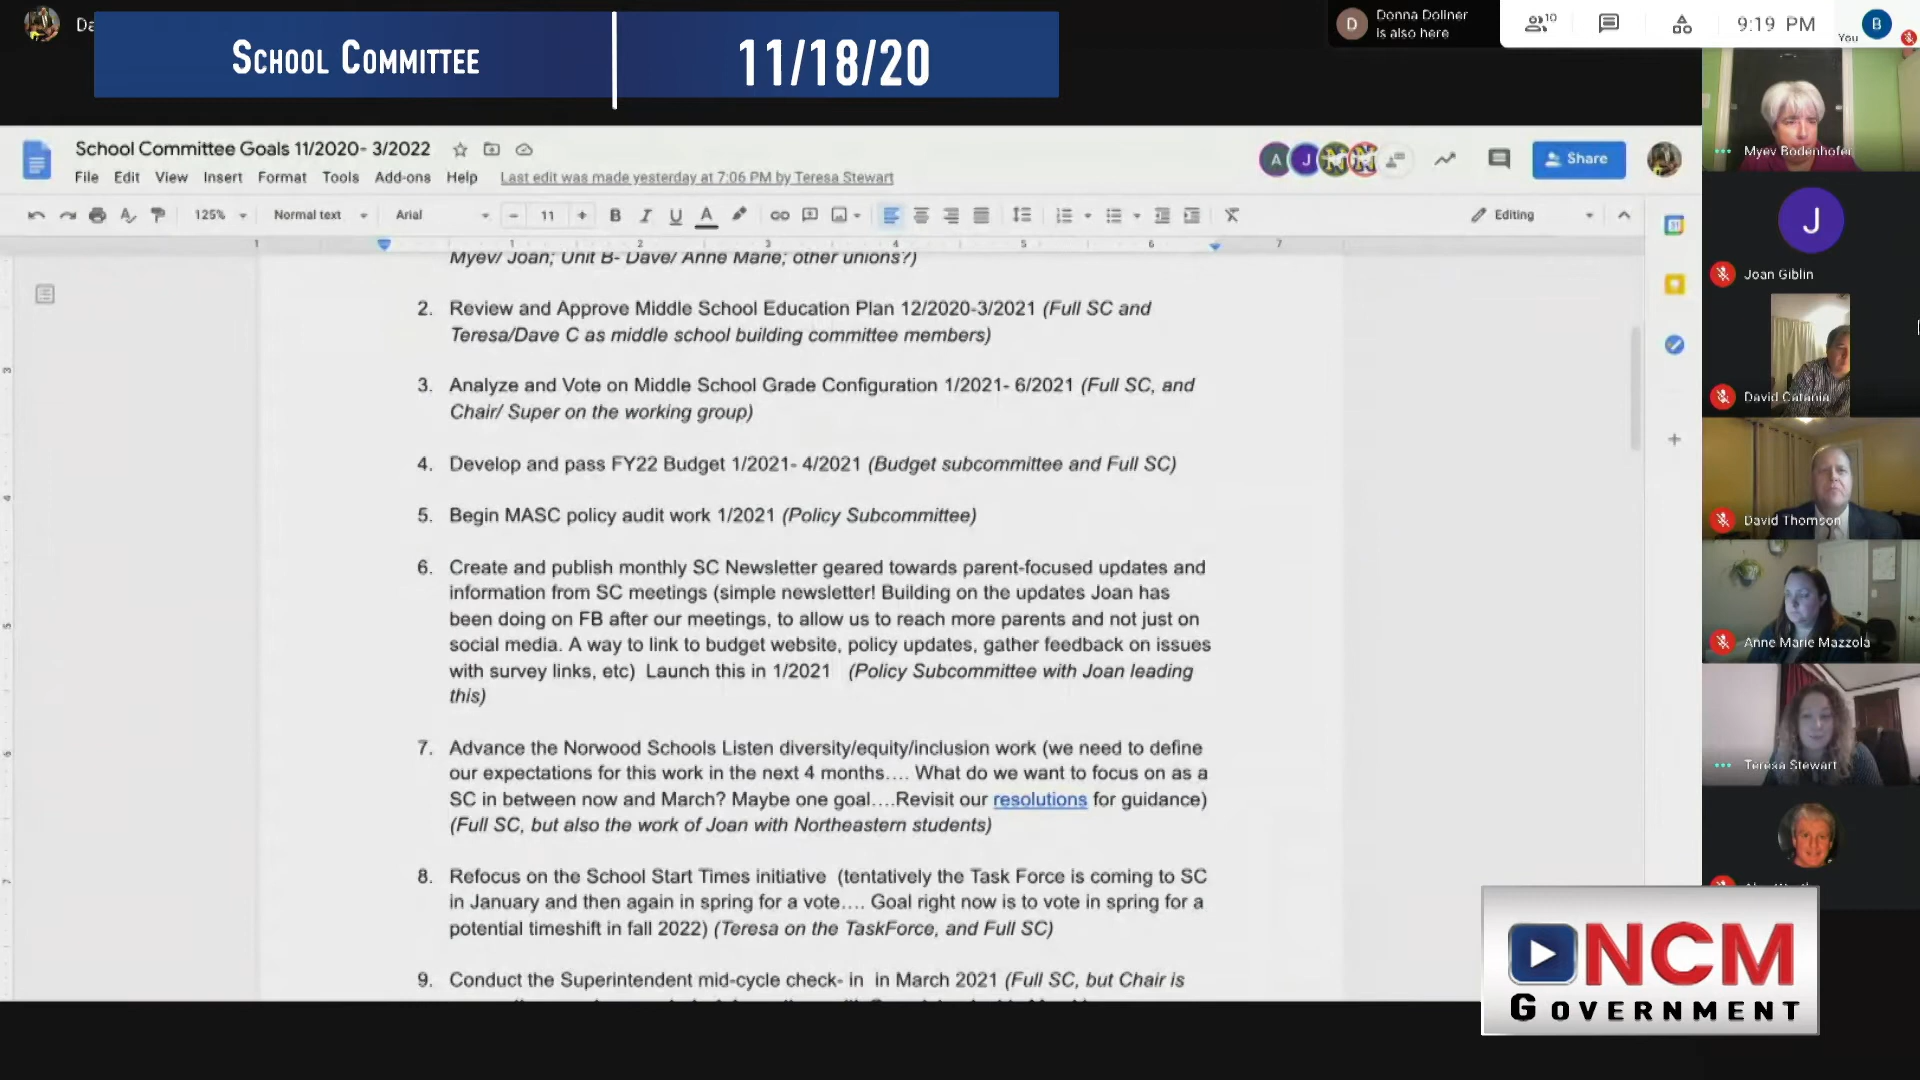 Da
SCHOOL COMMITTEE
11/18/20
D
Donna Dollner
is also here
10
9:19 PM
You
B
School Committee Goals 11/2020- 3/2022
File Edit View Insert Format Tools Add-ons Help
Last edit was made yesterday at 7:06 PM by Teresa Stewart
A J
Share
125% Normal text Arial - 11 + B I U A
Editing
1 1 2 3 4 5 6 7
Myev/ Joan; Unit B- Dave/ Anne Marie; other unions?)
2. Review and Approve Middle School Education Plan 12/2020-3/2021 (Full SC and
Teresa/Dave C as middle school building committee members)
3. Analyze and Vote on Middle School Grade Configuration 1/2021- 6/2021 (Full SC, and
Chair/ Super on the working group)
4. Develop and pass FY22 Budget 1/2021- 4/2021 (Budget subcommittee and Full SC)
5. Begin MASC policy audit work 1/2021 (Policy Subcommittee)
6. Create and publish monthly SC Newsletter geared towards parent-focused updates and
information from SC meetings (simple newsletter! Building on the updates Joan has
been doing on FB after our meetings, to allow us to reach more parents and not just on
social media. A way to link to budget website, policy updates, gather feedback on issues
with survey links, etc) Launch this in 1/2021 (Policy Subcommittee with Joan leading
this)
7. Advance the Norwood Schools Listen diversity/equity/inclusion work (we need to define
our expectations for this work in the next 4 months.... What do we want to focus on as a
SC in between now and March? Maybe one goal....Revisit our resolutions for guidance)
(Full SC, but also the work of Joan with Northeastern students)
8. Refocus on the School Start Times initiative (tentatively the Task Force is coming to SC
in January and then again in spring for a vote.... Goal right now is to vote in spring for a
potential timeshift in fall 2022) (Teresa on the TaskForce, and Full SC)
9. Conduct the Superintendent mid-cycle check- in in March 2021 (Full SC, but Chair is
Myev Bodenhofer
J
Joan Giblin
David Catania
David Thomson
Anne Marie Mazzola
Teresa Stewart
NCM
GOVERNMENT